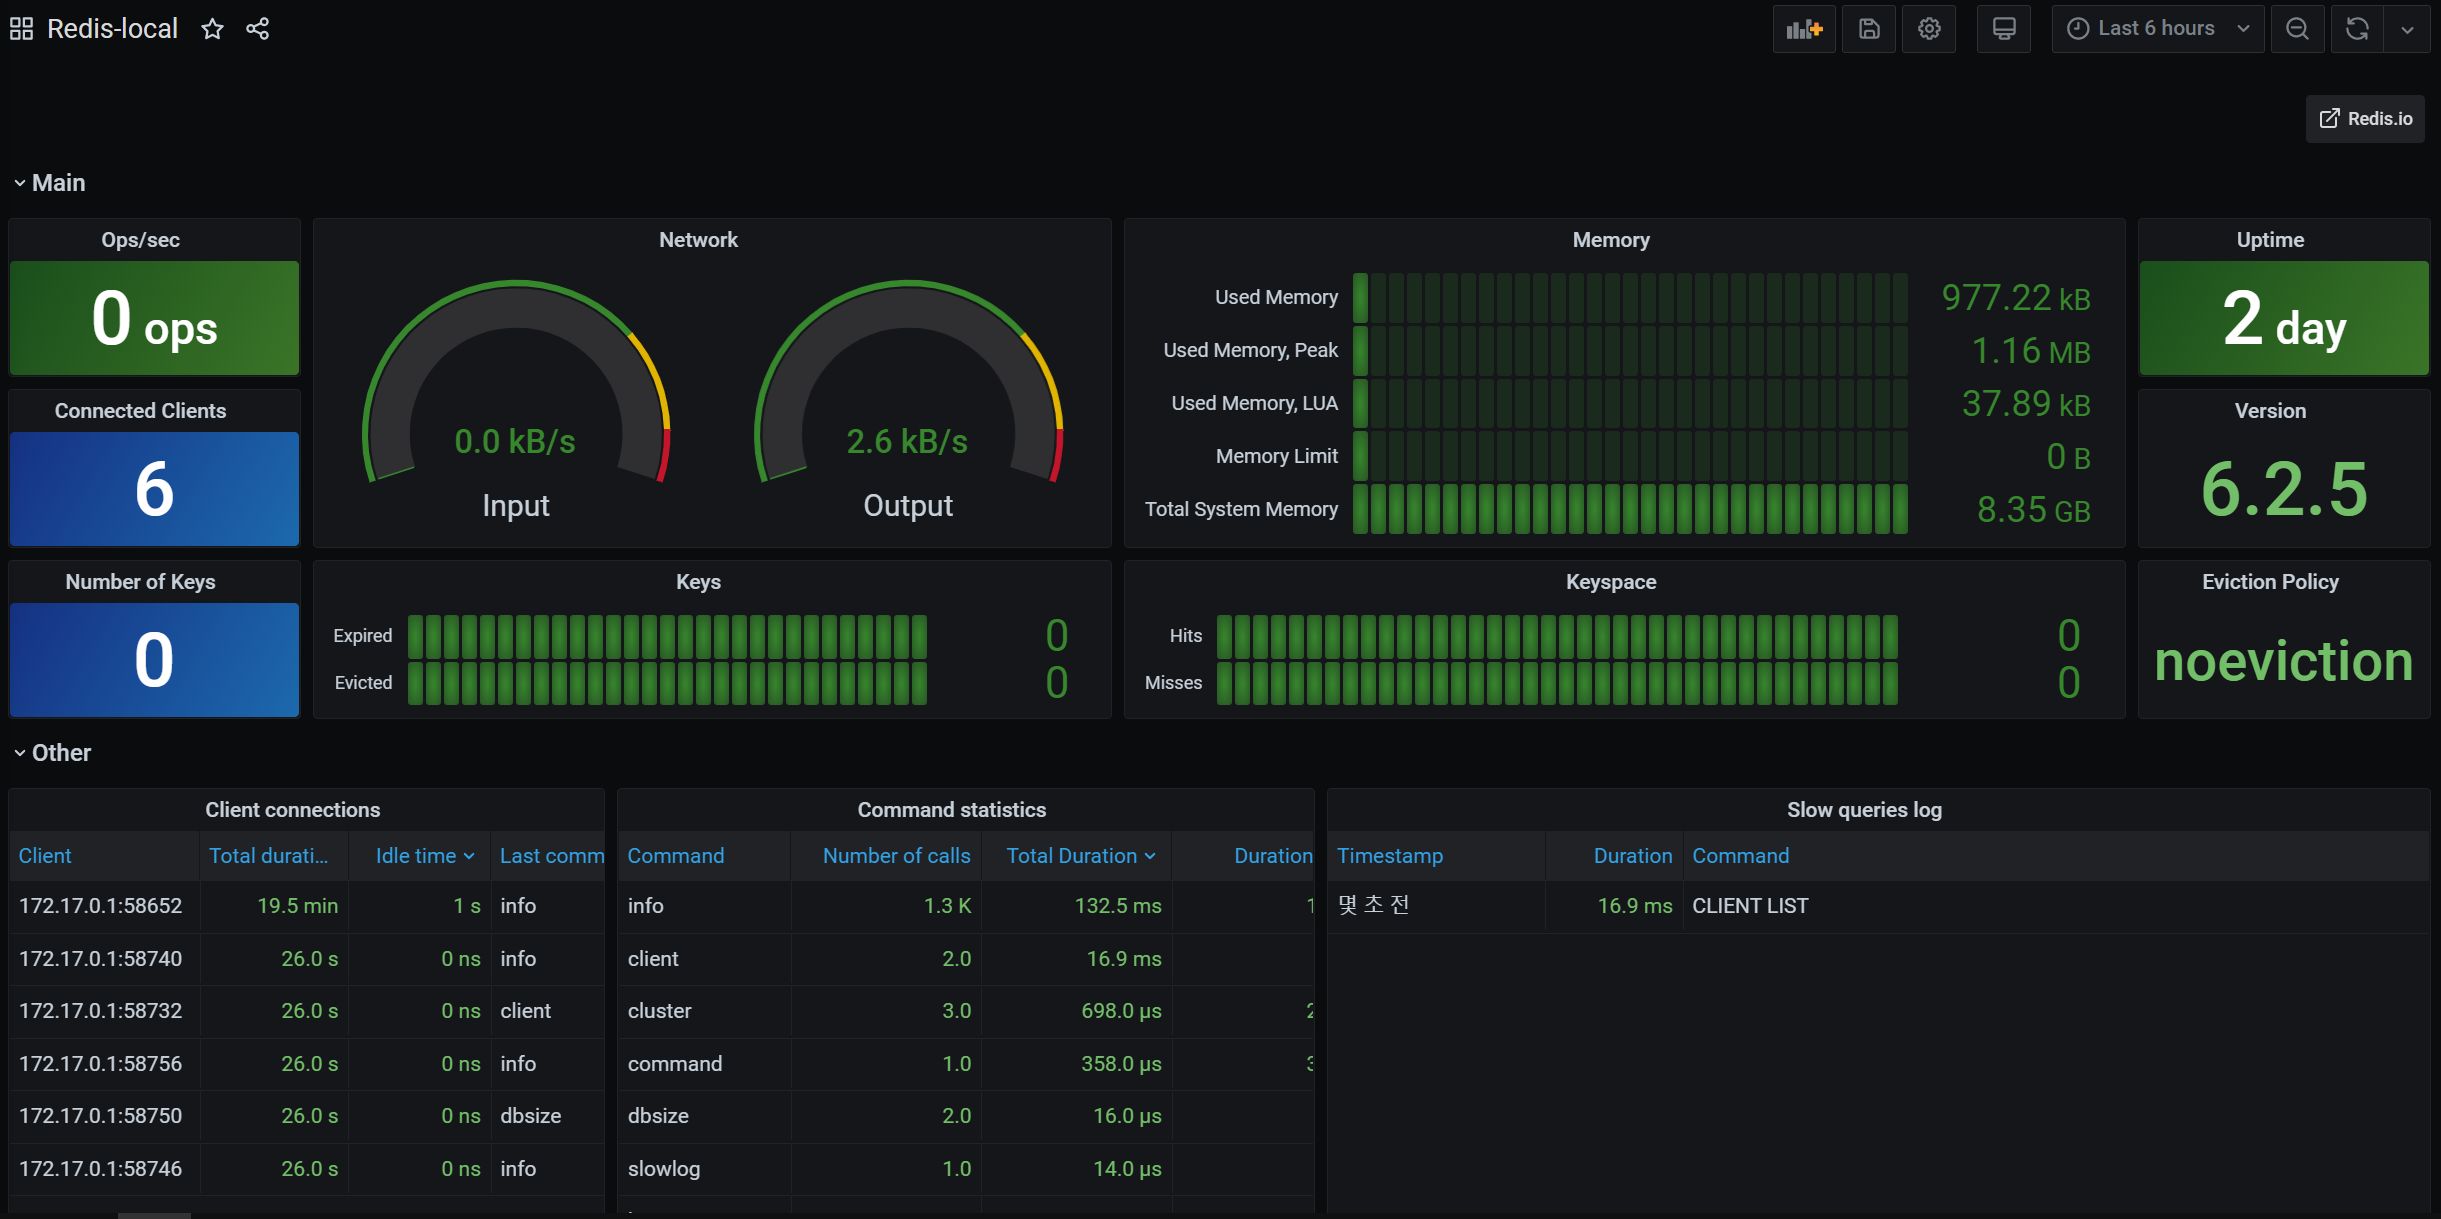 Redis-local
Last 6 hours
Redis.io
Main
Ops/sec
0 ops
Connected Clients
6
Number of Keys
0
Network
0.0 kB/s
Input
2.6 kB/s
Output
Memory
Used Memory 977.22 kB
Used Memory, Peak 1.16 MB
Used Memory, LUA 37.89 kB
Memory Limit 0 B
Total System Memory 8.35 GB
Uptime
2 day
Version
6.2.5
Keys
Expired 0
Evicted 0
Keyspace
Hits 0
Misses 0
Eviction Policy
noeviction
Other
Client connections
Client Total durati... Idle time Last comm
172.17.0.1:58652 19.5 min 1 s info
172.17.0.1:58740 26.0 s 0 ns info
172.17.0.1:58732 26.0 s 0 ns client
172.17.0.1:58756 26.0 s 0 ns info
172.17.0.1:58750 26.0 s 0 ns dbsize
172.17.0.1:58746 26.0 s 0 ns info
Command statistics
Command Number of calls Total Duration Duration
info 1.3 K 132.5 ms
client 2.0 16.9 ms
cluster 3.0 698.0 µs
command 1.0 358.0 µs
dbsize 2.0 16.0 µs
slowlog 1.0 14.0 µs
Slow queries log
Timestamp Duration Command
몇 초 전 16.9 ms CLIENT LIST